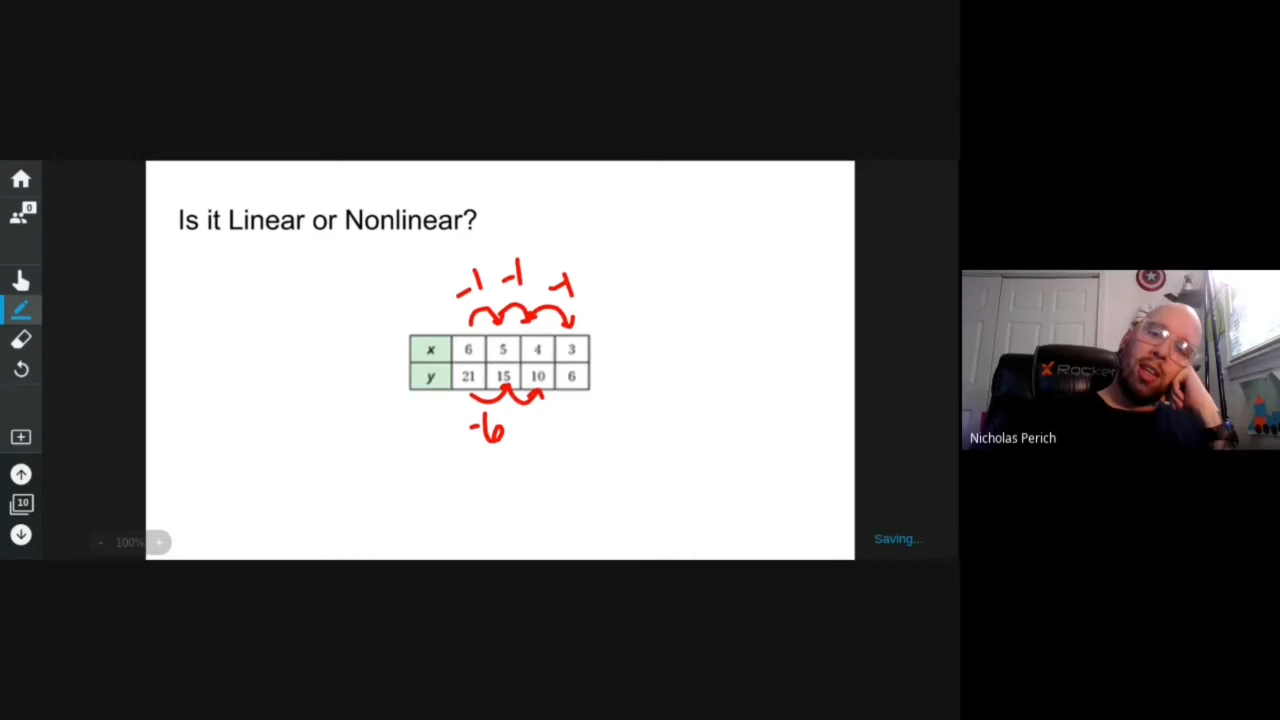 0
Is it Linear or Nonlinear?
-1 -1 -1
x 6 5 4 3
y 21 15 10 6
-6
10
- 100% +
Saving...
X Rocker
Nicholas Perich